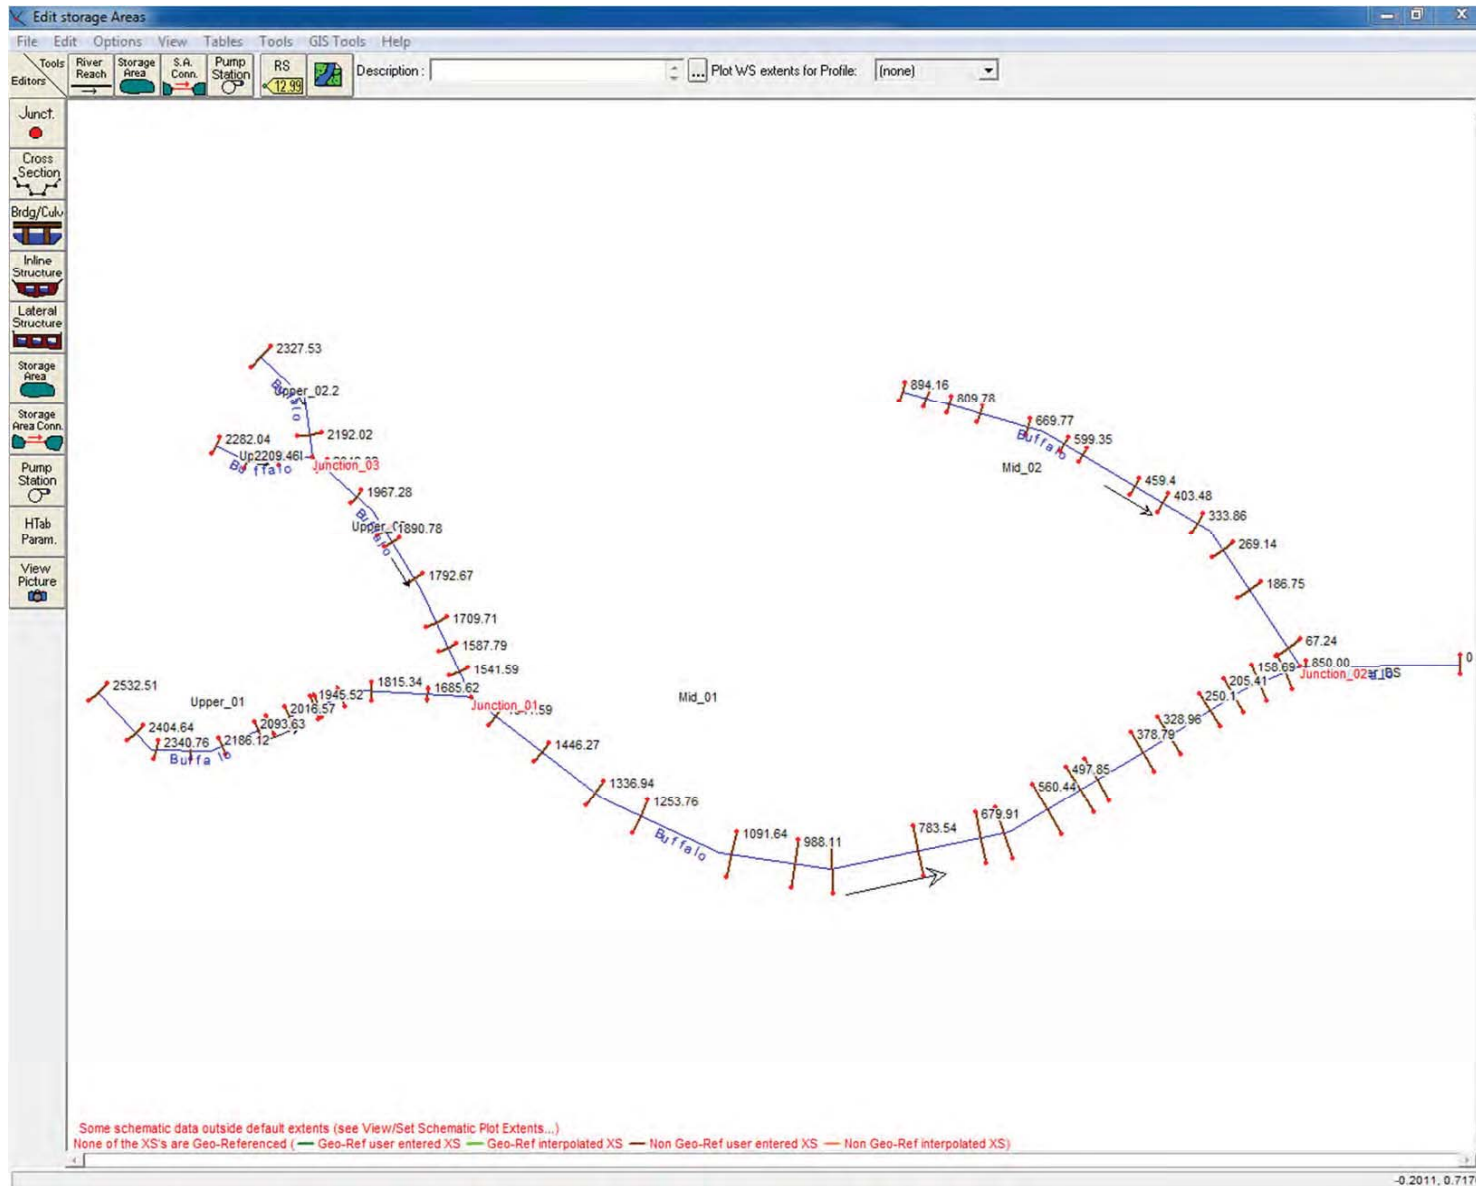 Edit storage Areas
File Edit Options View Tables Tools GIS Tools Help
Tools
Editors
River Reach
Storage Area
S.A. Conn.
Pump Station
RS
12.99
Description :
...
Plot WS extents for Profile:
(none)
Junct.
Cross Section
Brdg/Culv
Inline Structure
Lateral Structure
Storage Area
Storage Area Conn.
Pump Station
HTab Param.
View Picture
2327.53
Upper_02.2
Buffalo
2192.02
2282.04
2209.46
Buffalo
Junction_03
1967.28
Buffalo
1890.78
1792.67
1709.71
1587.79
1541.59
2532.51
Upper_01
2404.64
2340.76
2186.12
2093.63
2016.57
1945.52
1815.34
1685.62
Buffalo
Junction_01
1446.27
1336.94
1253.76
Buffalo
Mid_01
1091.64
988.11
783.54
679.91
560.44
497.85
378.79
328.96
250.1
205.41
158.69
850.00
Junction_02
0
894.16
809.78
669.77
Buffalo
599.35
Mid_02
459.4
403.48
333.86
269.14
186.75
67.24
Some schematic data outside default extents (see View/Set Schematic Plot Extents...)
None of the XS's are Geo-Referenced ( Geo-Ref user entered XS Geo-Ref interpolated XS Non Geo-Ref user entered XS Non Geo-Ref interpolated XS)
-0.2011, 0.717